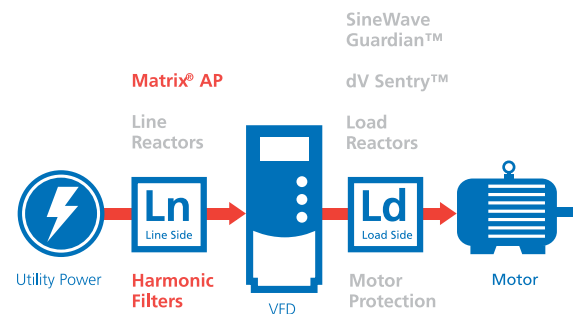 SineWave
Guardian™
Matrix® AP
dV Sentry™
Line
Reactors
Load
Reactors
Ln
Line Side
Ld
Load Side
Utility Power
Harmonic
Filters
VFD
Motor
Protection
Motor